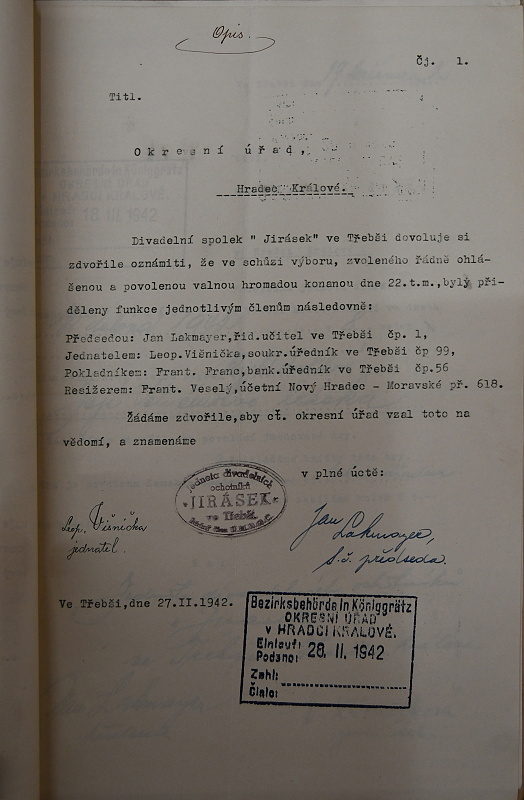 Opis.
Čj. 1.
Titl.
Okresní úřad,
Hradec Králové.
Divadelní spolek " Jirásek" ve Třebši dovoluje si
zdvořile oznámiti, že ve schůzi výboru, zvoleného řádně ohlá-
šenou a povolenou valnou hromadou konanou dne 22.t.m.,byly při-
děleny funkce jednotlivým členům následovně:
Předsedou: Jan Lakmayer,říd.učitel ve Třebši čp. 1,
Jednatelem: Leop.Višnička,soukr.úředník ve Třebši čp 99,
Pokladníkem: Frant. Franc,bank.úředník ve Třebši čp.56
Resižerem: Frant. Veselý,účetní Nový Hradec - Moravské př. 618.
Žádáme zdvořile,aby ct. okresní úřad vzal toto na
vědomí, a znamenáme
v plné úctě:
Jednota divadelních
ochotníků
"JIRÁSEK"
ve Třebši
Leop. Višnička
jednatel.
Jan Lakmayer,
t.č. předseda.
Ve Třebši,dne 27.II.1942.
Bezirksbehörde in Königgrätz
OKRESNÍ ÚŘAD
V HRADCI KRÁLOVÉ.
Einlauf:
Podáno: 28. II. 1942
Zahl:
Číslo: